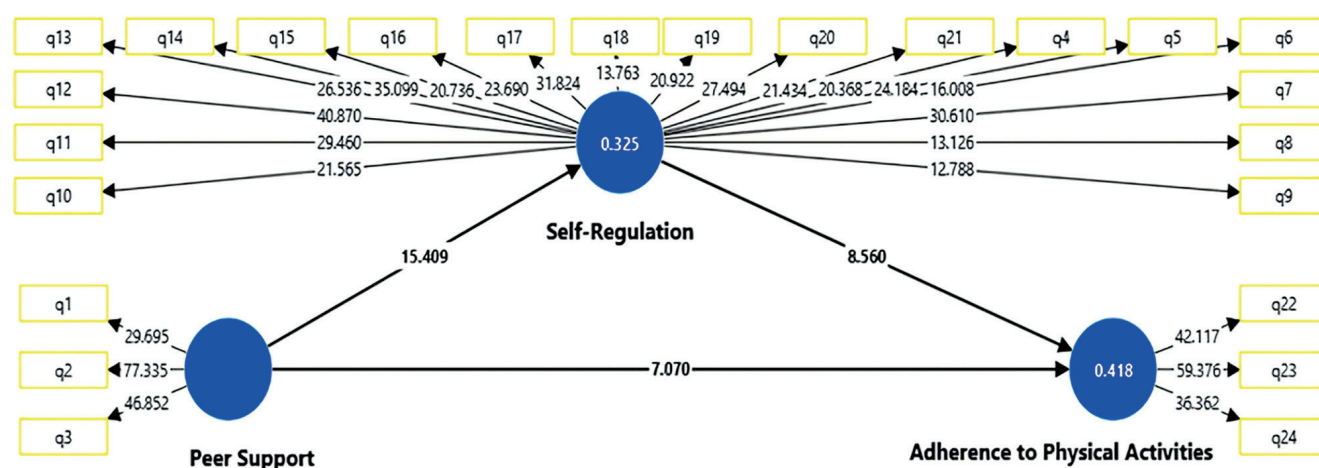 q13 q14 q15 q16 q17 q18 q19 q20 q21 q4 q5 q6
26.536 35.099 20.736 23.690 31.824 13.763 20.922 27.494 21.434 20.368 24.184 16.008
q12 40.870 30.610 q7
q11 29.460 0.325 13.126 q8
q10 21.565 12.788 q9
Self-Regulation
15.409 8.560
q1 29.695 42.117 q22
q2 77.335 7.070 0.418 59.376 q23
q3 46.852 36.362 q24
Peer Support Adherence to Physical Activities